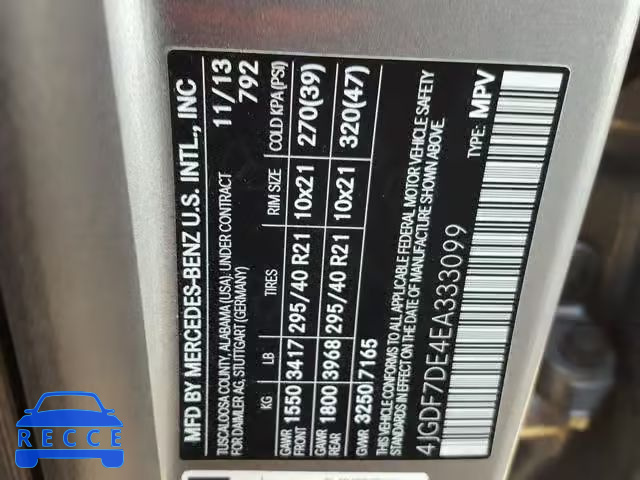 MFD BY MERCEDES-BENZ U.S. INTL., INC 11/13
TUSCALOOSA COUNTY, ALABAMA (USA). UNDER CONTRACT 792
FOR DAIMLER AG, STUTTGART (GERMANY)
KG LB TIRES RIM SIZE COLD KPA (PSI)
GAWR FRONT 1550 3417 295/40 R21 10x21 270(39)
GAWR REAR 1800 3968 295/40 R21 10x21 320(47)
GVWR 3250 7165
THIS VEHICLE CONFORMS TO ALL APPLICABLE FEDERAL MOTOR VEHICLE SAFETY
STANDARDS IN EFFECT ON THE DATE OF MANUFACTURE SHOWN ABOVE.
4JGDF7DE4EA333099 TYPE: MPV
RECCE